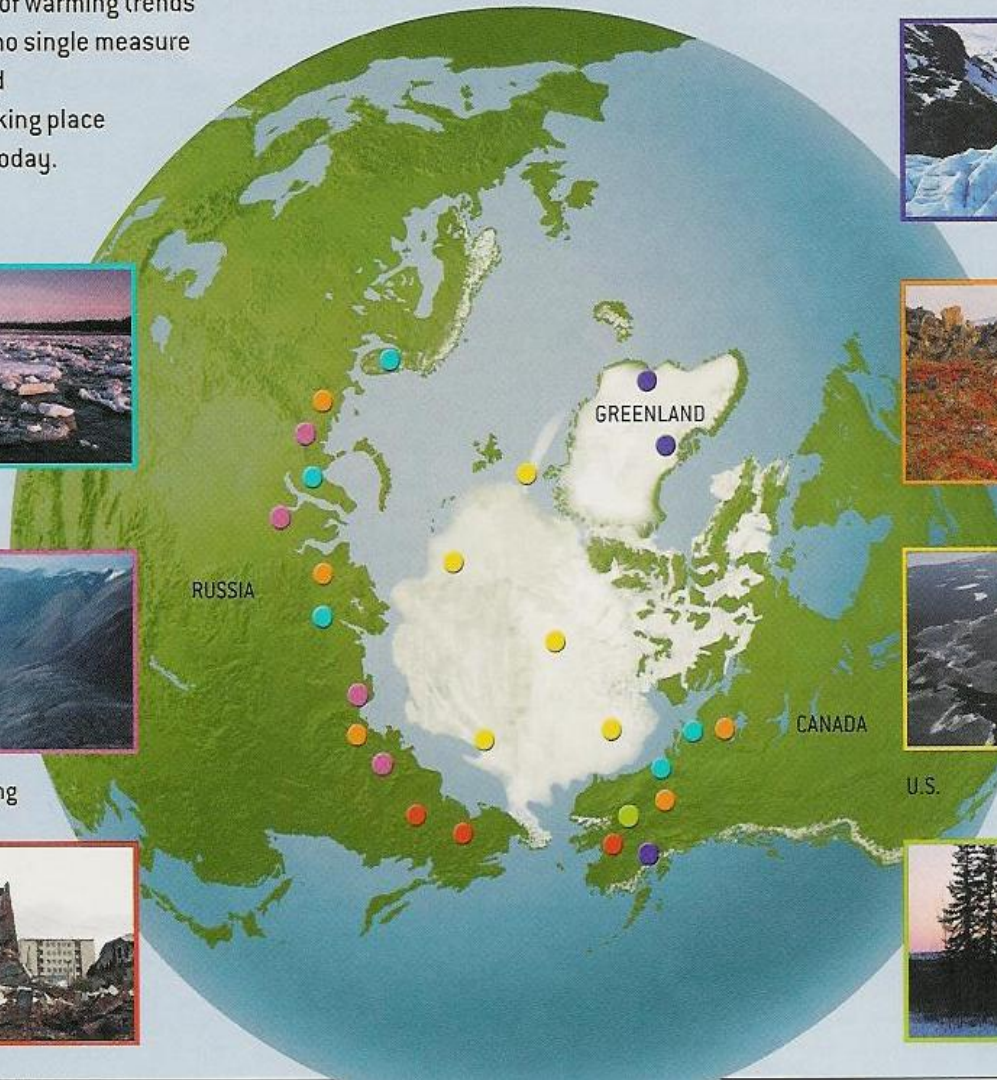 of warming trends
no single measure
king place
oday.
GREENLAND
RUSSIA
CANADA
ng
U.S.